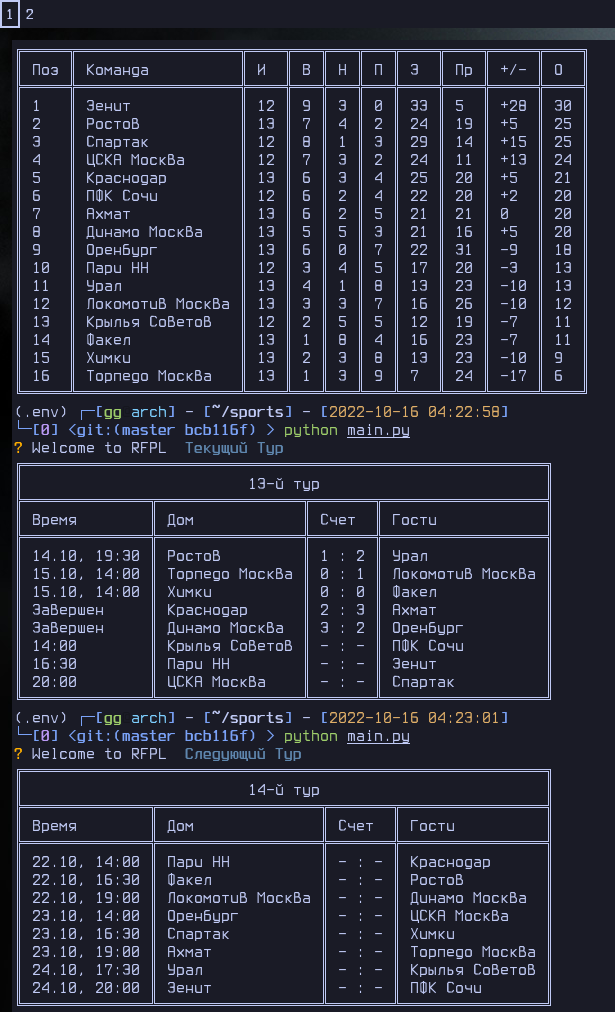 1 2
Поз Команда И В Н П З Пр +/- О
1 Зенит 12 9 3 0 33 5 +28 30
2 Ростов 13 7 4 2 24 19 +5 25
3 Спартак 12 8 1 3 29 14 +15 25
4 ЦСКА Москва 12 7 3 2 24 11 +13 24
5 Краснодар 13 6 3 4 25 20 +5 21
6 ПФК Сочи 12 6 2 4 22 20 +2 20
7 Ахмат 13 6 2 5 21 21 0 20
8 Динамо Москва 13 5 5 3 21 16 +5 20
9 Оренбург 13 6 0 7 22 31 -9 18
10 Пари НН 12 3 4 5 17 20 -3 13
11 Урал 13 4 1 8 13 23 -10 13
12 Локомотив Москва 13 3 3 7 16 26 -10 12
13 Крылья Советов 12 2 5 5 12 19 -7 11
14 Факел 13 1 8 4 16 23 -7 11
15 Химки 13 2 3 8 13 23 -10 9
16 Торпедо Москва 13 1 3 9 7 24 -17 6
(.env) ┌─[gg arch] - [~/sports] - [2022-10-16 04:22:58]
└─[0] <git:(master bcb116f) > python main.py
? Welcome to RFPL Текущий Тур
13-й тур
Время Дом Счет Гости
14.10, 19:30 Ростов 1 : 2 Урал
15.10, 14:00 Торпедо Москва 0 : 1 Локомотив Москва
15.10, 14:00 Химки 0 : 0 Факел
Завершен Краснодар 2 : 3 Ахмат
Завершен Динамо Москва 3 : 2 Оренбург
14:00 Крылья Советов - : - ПФК Сочи
16:30 Пари НН - : - Зенит
20:00 ЦСКА Москва - : - Спартак
(.env) ┌─[gg arch] - [~/sports] - [2022-10-16 04:23:01]
└─[0] <git:(master bcb116f) > python main.py
? Welcome to RFPL Следующий Тур
14-й тур
Время Дом Счет Гости
22.10, 14:00 Пари НН - : - Краснодар
22.10, 16:30 Факел - : - Ростов
22.10, 19:00 Локомотив Москва - : - Динамо Москва
23.10, 14:00 Оренбург - : - ЦСКА Москва
23.10, 16:30 Спартак - : - Химки
23.10, 19:00 Ахмат - : - Торпедо Москва
24.10, 17:30 Урал - : - Крылья Советов
24.10, 20:00 Зенит - : - ПФК Сочи